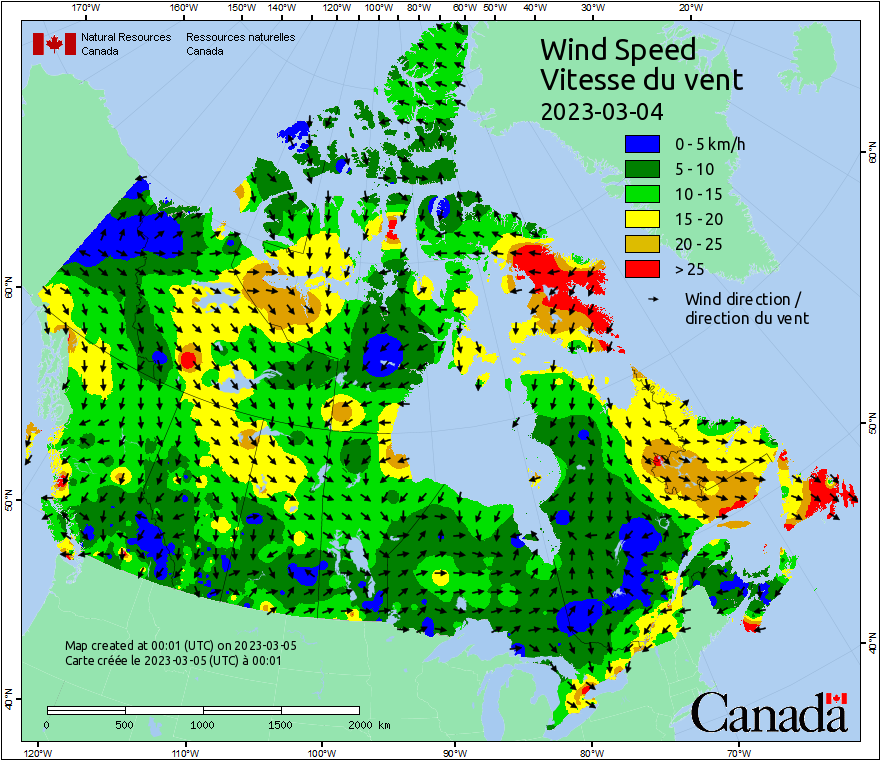 170°W 160°W 150°W 140°W 120°W 110°W 100°W 90°W 80°W 60°W 50°W 40°W 30°W 20°W
Natural Resources Canada
Ressources naturelles Canada
Wind Speed
Vitesse du vent
2023-03-04
0 - 5 km/h
5 - 10
10 - 15
15 - 20
20 - 25
> 25
Wind direction /
direction du vent
60°N
50°N
40°N
60°N
50°N
40°N
Map created at 00:01 (UTC) on 2023-03-05
Carte créée le 2023-03-05 (UTC) à 00:01
0 500 1000 1500 2000 km
Canada
120°W 110°W 100°W 90°W 80°W 70°W